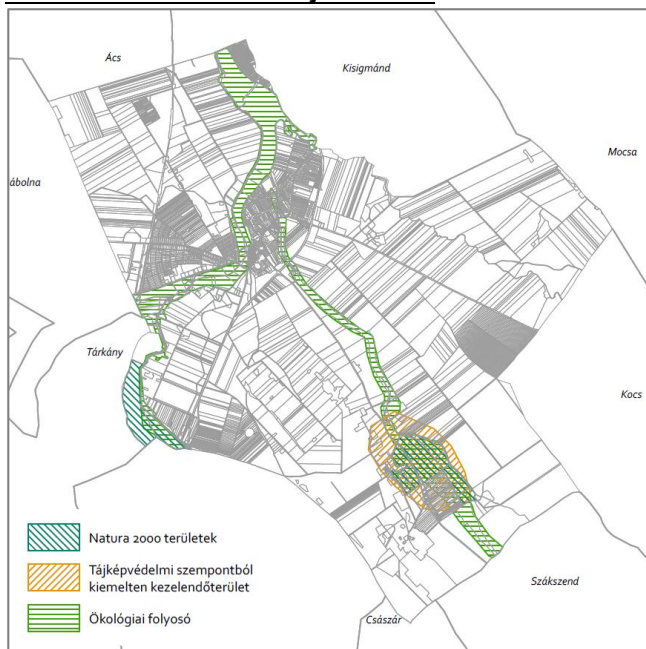 Ács
Kisigmánd
Mocsa
ábolna
Tárkány
Kocs
Natura 2000 területek
Tájképvédelmi szempontból
kiemelten kezelendőterület
Ökológiai folyosó
Szákszend
Császár